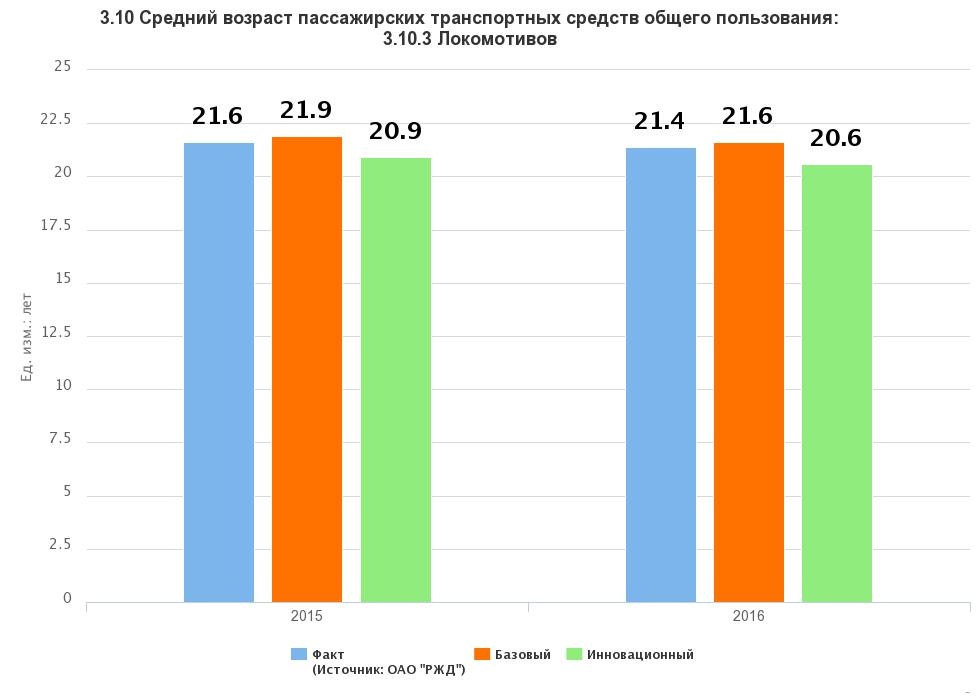 3.10 Средний возраст пассажирских транспортных средств общего пользования:
3.10.3 Локомотивов
25
22.5
20
17.5
15
12.5
10
7.5
5
2.5
0
Ед. изм.: лет
21.6
21.9
20.9
21.4
21.6
20.6
2015
2016
Факт
(Источник: ОАО "РЖД")
Базовый
Инновационный